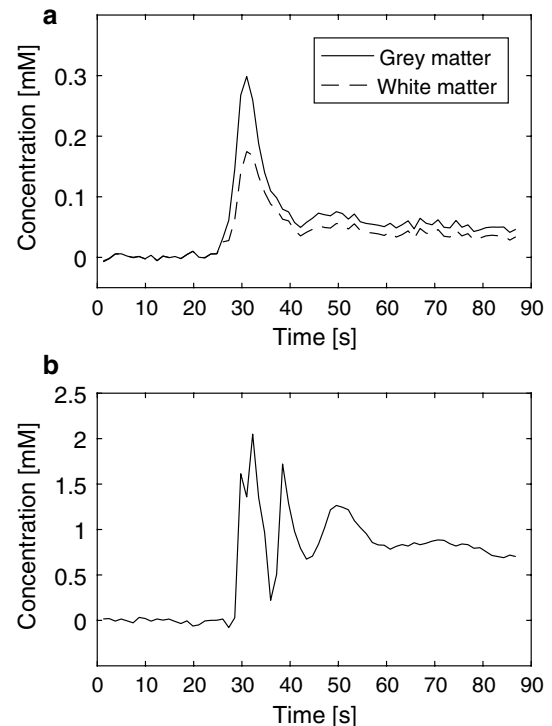 a
Concentration [mM]
0.3
0.2
0.1
0
Grey matter
White matter
0 10 20 30 40 50 60 70 80 90
Time [s]
b
Concentration [mM]
2.5
2
1.5
1
0.5
0
0 10 20 30 40 50 60 70 80 90
Time [s]